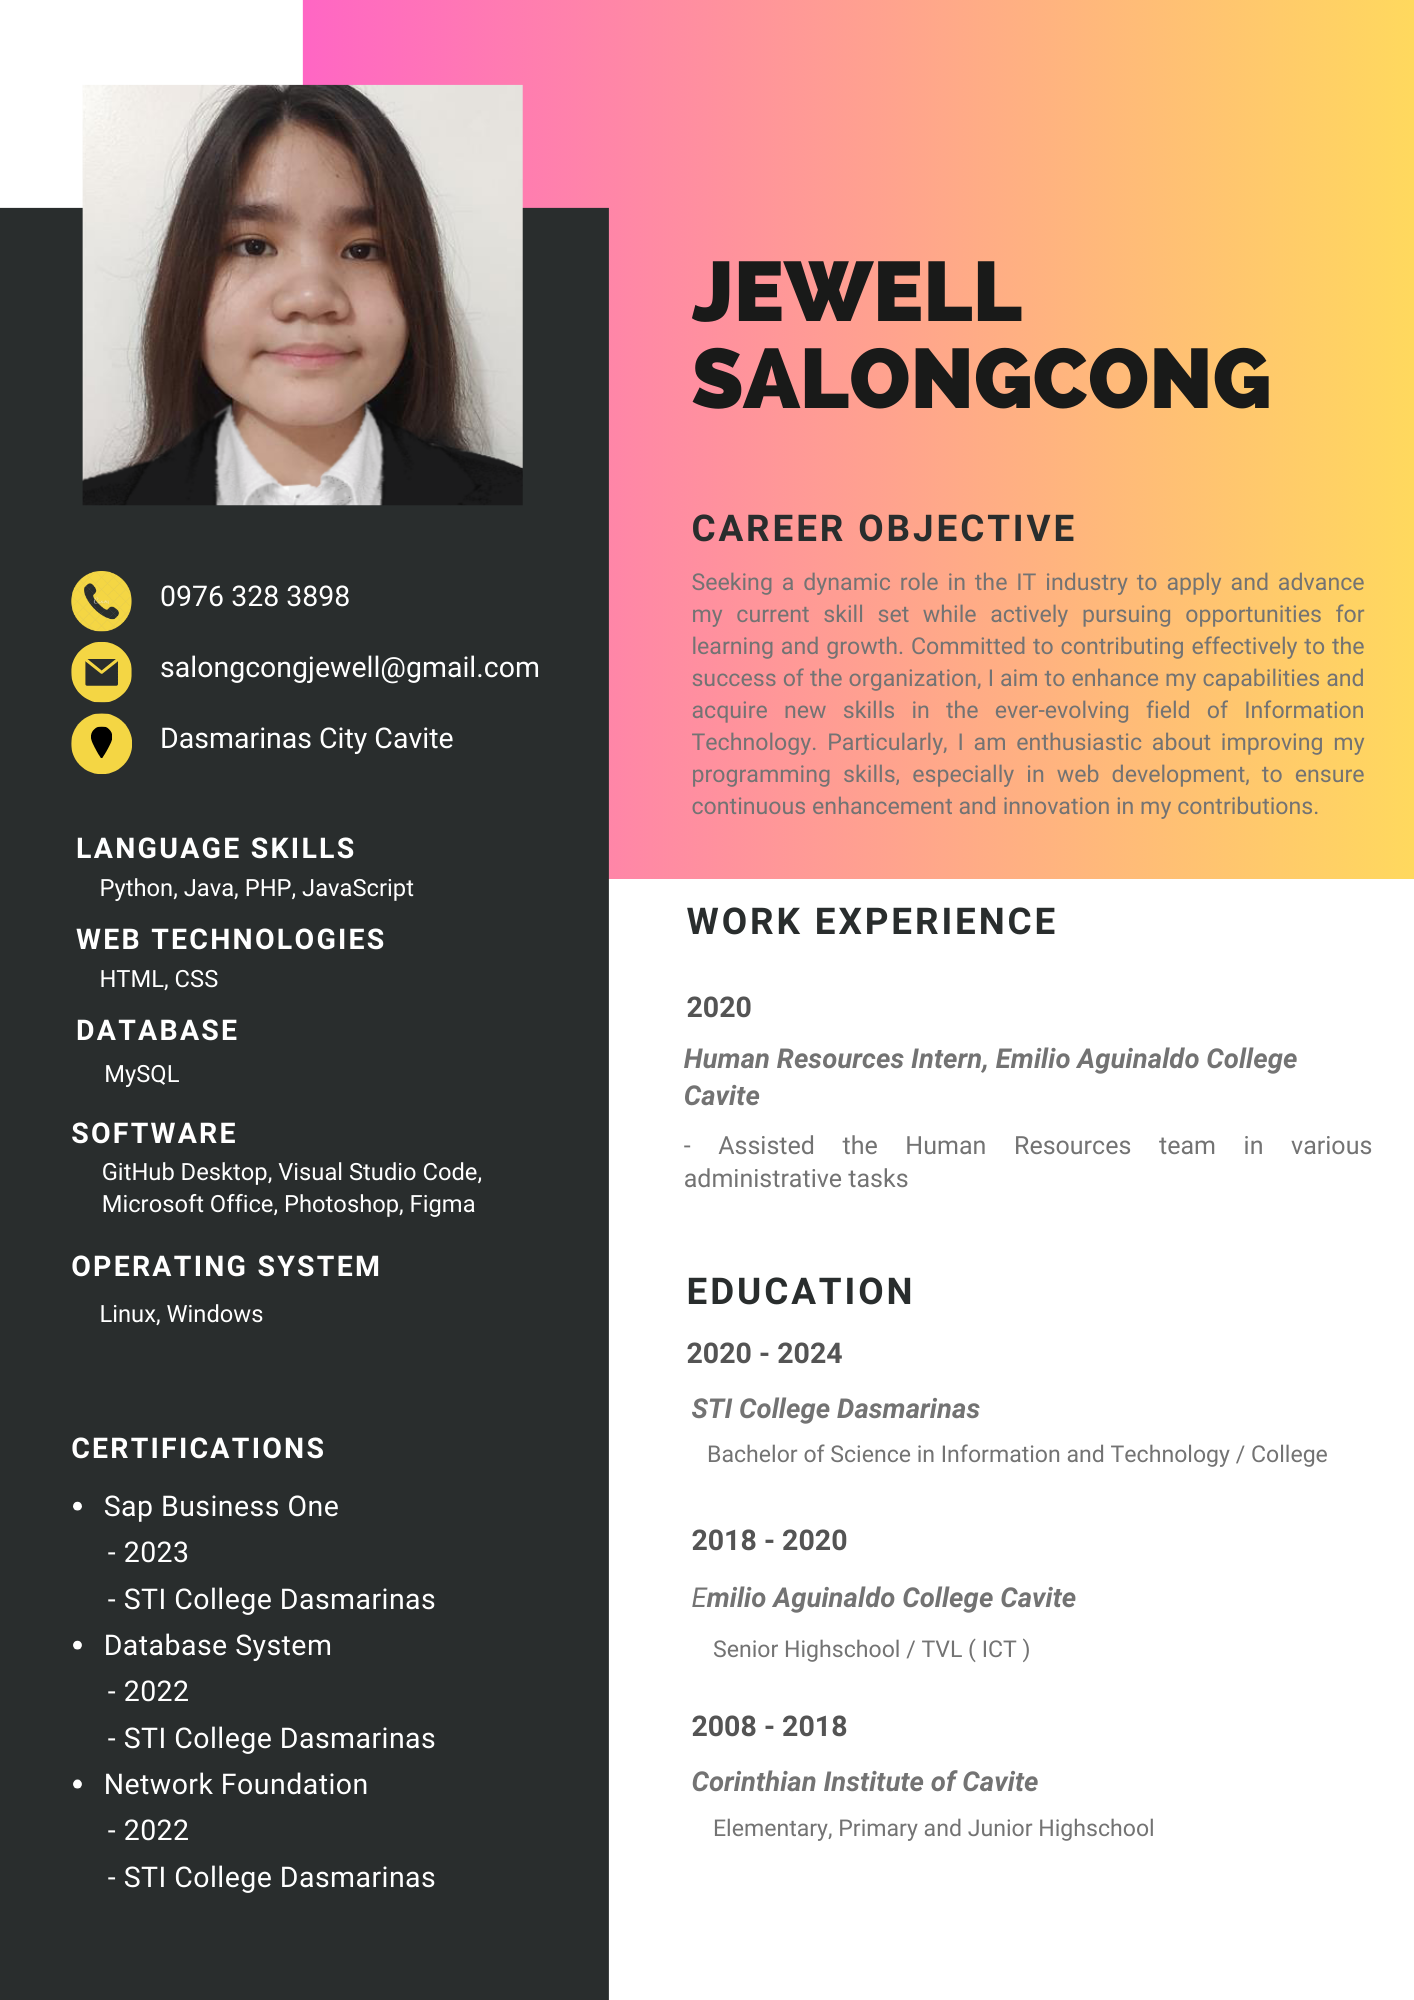 JEWELL
SALONGCONG
0976 328 3898
salongcongjewell@gmail.com
Dasmarinas City Cavite
LANGUAGE SKILLS
Python, Java, PHP, JavaScript
WEB TECHNOLOGIES
HTML, CSS
DATABASE
MySQL
SOFTWARE
GitHub Desktop, Visual Studio Code,
Microsoft Office, Photoshop, Figma
OPERATING SYSTEM
Linux, Windows
CERTIFICATIONS
• Sap Business One
- 2023
- STI College Dasmarinas
• Database System
- 2022
- STI College Dasmarinas
• Network Foundation
- 2022
- STI College Dasmarinas
CAREER OBJECTIVE
Seeking a dynamic role in the IT industry to apply and advance
my current skill set while actively pursuing opportunities for
learning and growth. Committed to contributing effectively to the
success of the organization, I aim to enhance my capabilities and
acquire new skills in the ever-evolving field of Information
Technology. Particularly, I am enthusiastic about improving my
programming skills, especially in web development, to ensure
continuous enhancement and innovation in my contributions.
WORK EXPERIENCE
2020
Human Resources Intern, Emilio Aguinaldo College
Cavite
- Assisted the Human Resources team in various
administrative tasks
EDUCATION
2020 - 2024
STI College Dasmarinas
Bachelor of Science in Information and Technology / College
2018 - 2020
Emilio Aguinaldo College Cavite
Senior Highschool / TVL ( ICT )
2008 - 2018
Corinthian Institute of Cavite
Elementary, Primary and Junior Highschool